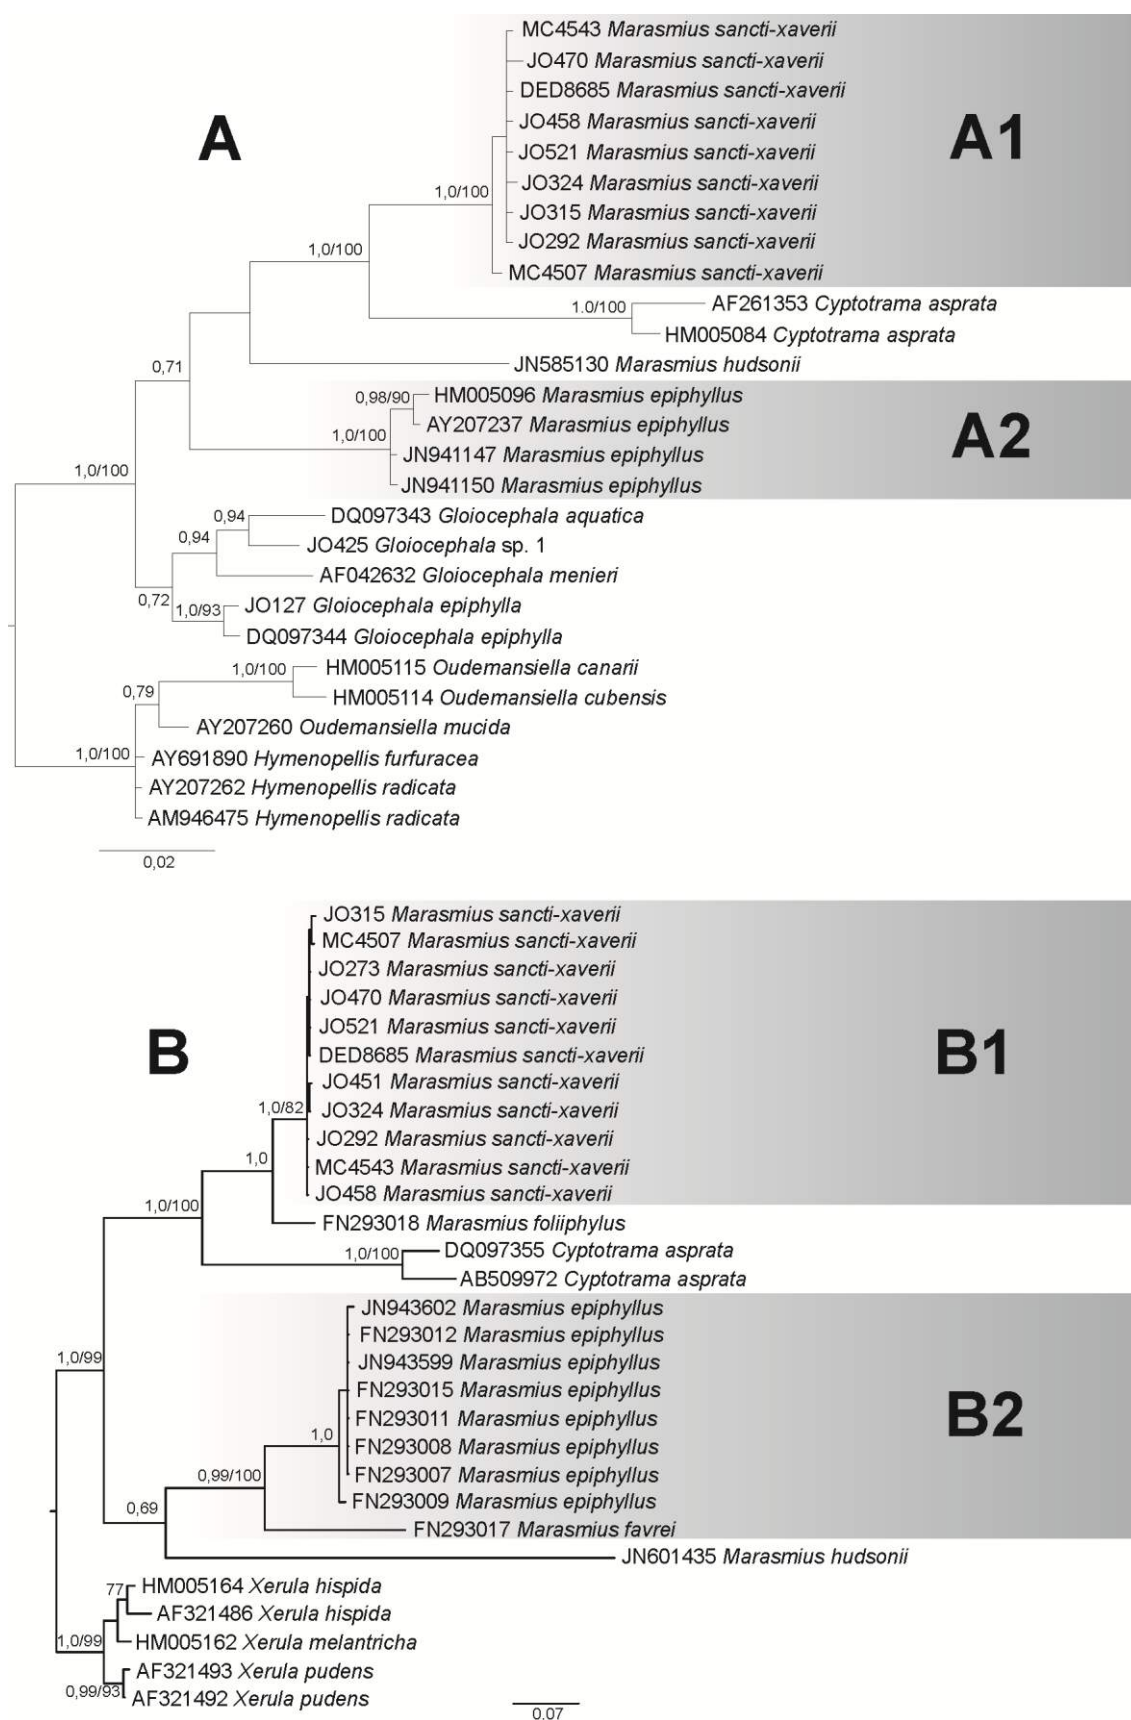 A
MC4543 Marasmius sancti-xaverii
JO470 Marasmius sancti-xaverii
DED8685 Marasmius sancti-xaverii
JO458 Marasmius sancti-xaverii
A1
JO521 Marasmius sancti-xaverii
JO324 Marasmius sancti-xaverii
1,0/100
JO315 Marasmius sancti-xaverii
JO292 Marasmius sancti-xaverii
1,0/100
MC4507 Marasmius sancti-xaverii
1.0/100
AF261353 Cyptotrama asprata
HM005084 Cyptotrama asprata
0,71
JN585130 Marasmius hudsonii
0,98/90
HM005096 Marasmius epiphyllus
AY207237 Marasmius epiphyllus
A2
1,0/100
JN941147 Marasmius epiphyllus
1,0/100
JN941150 Marasmius epiphyllus
0,94
DQ097343 Gloiocephala aquatica
0,94
JO425 Gloiocephala sp. 1
AF042632 Gloiocephala menieri
0,72
1,0/93
JO127 Gloiocephala epiphylla
DQ097344 Gloiocephala epiphylla
1,0/100
HM005115 Oudemansiella canarii
0,79
HM005114 Oudemansiella cubensis
AY207260 Oudemansiella mucida
1,0/100
AY691890 Hymenopellis furfuracea
AY207262 Hymenopellis radicata
AM946475 Hymenopellis radicata
0,02
B
JO315 Marasmius sancti-xaverii
MC4507 Marasmius sancti-xaverii
JO273 Marasmius sancti-xaverii
JO470 Marasmius sancti-xaverii
JO521 Marasmius sancti-xaverii
B1
DED8685 Marasmius sancti-xaverii
JO451 Marasmius sancti-xaverii
1,0/82
JO324 Marasmius sancti-xaverii
JO292 Marasmius sancti-xaverii
1,0
MC4543 Marasmius sancti-xaverii
JO458 Marasmius sancti-xaverii
1,0/100
FN293018 Marasmius foliiphylus
1,0/100
DQ097355 Cyptotrama asprata
AB509972 Cyptotrama asprata
JN943602 Marasmius epiphyllus
FN293012 Marasmius epiphyllus
1,0/99
JN943599 Marasmius epiphyllus
FN293015 Marasmius epiphyllus
B2
FN293011 Marasmius epiphyllus
1,0
FN293008 Marasmius epiphyllus
0,99/100
FN293007 Marasmius epiphyllus
FN293009 Marasmius epiphyllus
0,69
FN293017 Marasmius favrei
JN601435 Marasmius hudsonii
77
HM005164 Xerula hispida
AF321486 Xerula hispida
1,0/99
HM005162 Xerula melantricha
AF321493 Xerula pudens
0,99/93
AF321492 Xerula pudens
0.07